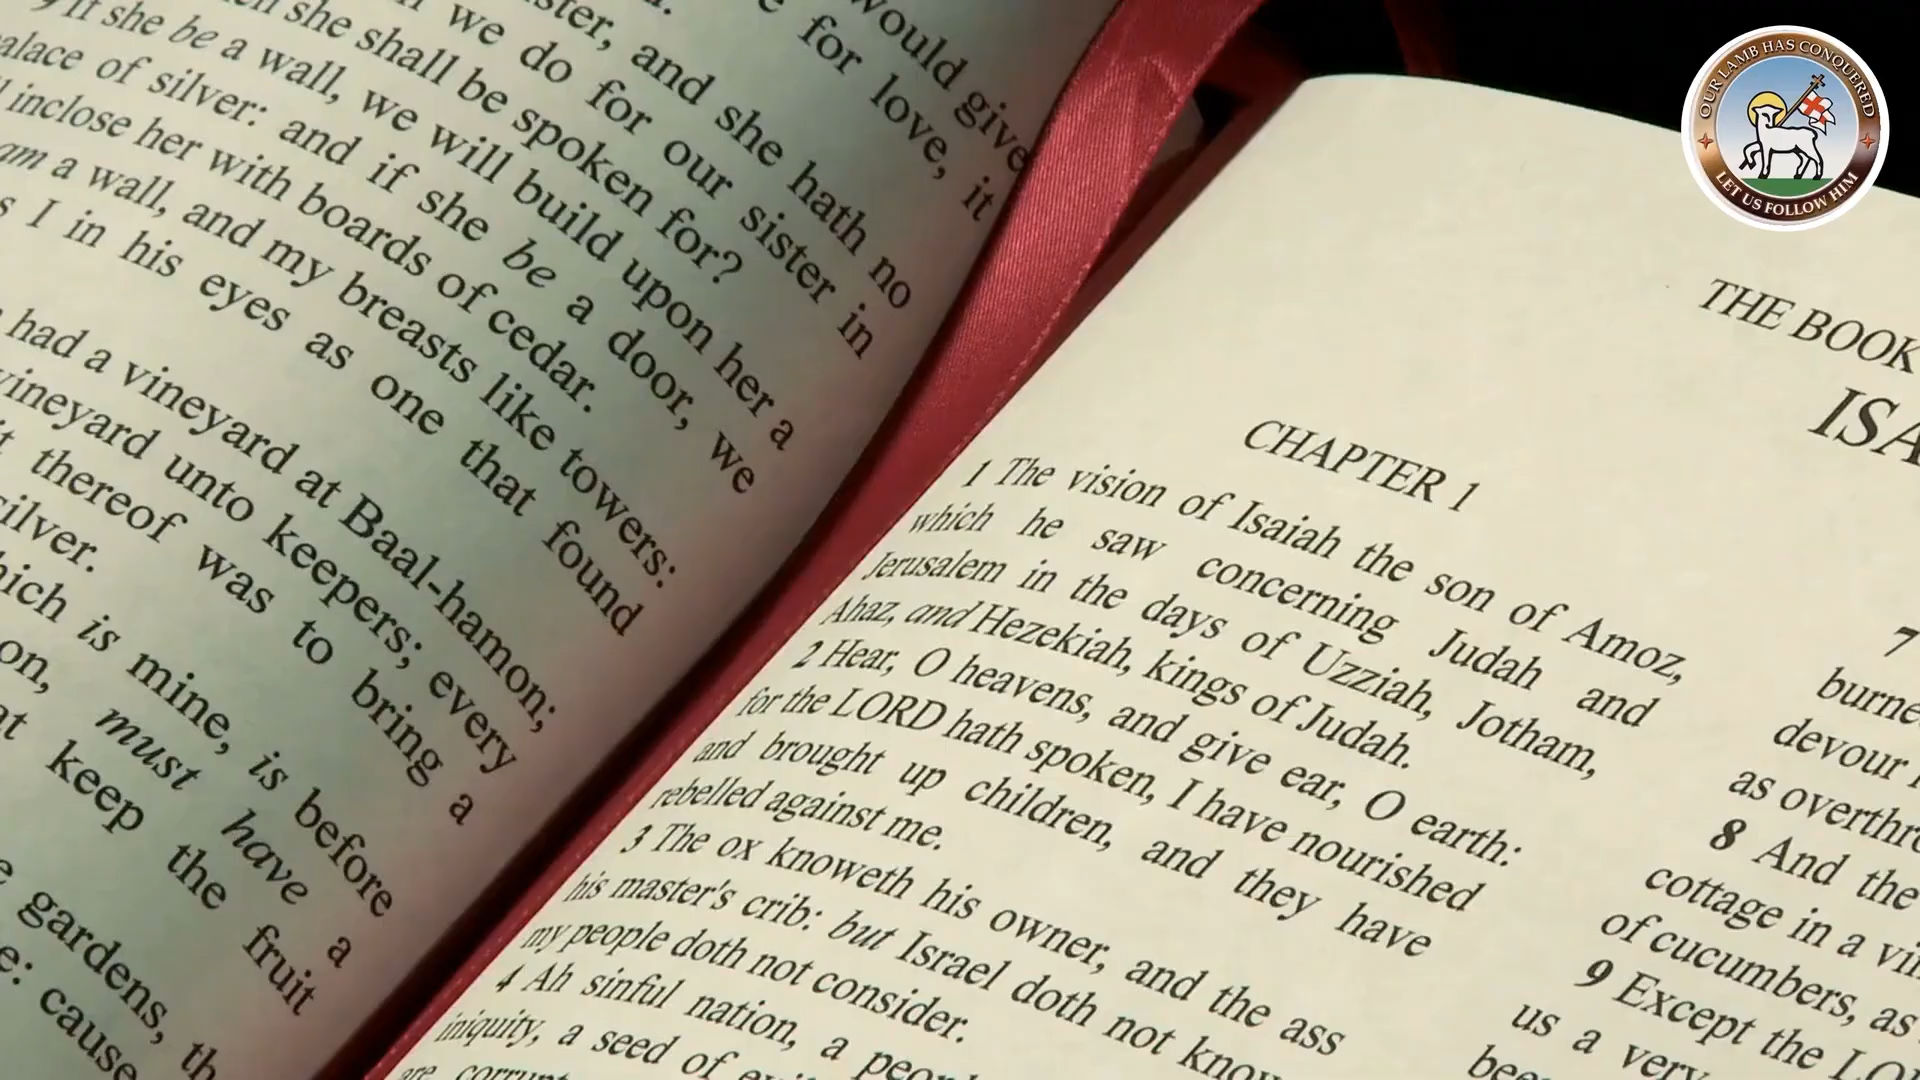 would give
for love, it
ister, and she hath no
we do for our sister in
she shall be spoken for?
9 If she be a wall, we will build upon her a
palace of silver: and if she be a door, we
inclose her with boards of cedar.
am a wall, and my breasts like towers:
I in his eyes as one that found
had a vineyard at Baal-hamon;
vineyard unto keepers; every
thereof was to bring a
silver.
which is mine, is before
must have a
keep the fruit
gardens,
cause
THE BOOK
ISA
CHAPTER 1
1 The vision of Isaiah the son of Amoz,
which he saw concerning Judah and
Jerusalem in the days of Uzziah, Jotham,
Ahaz, and Hezekiah, kings of Judah.
2 Hear, O heavens, and give ear, O earth:
for the LORD hath spoken, I have nourished
and brought up children, and they have
rebelled against me.
3 The ox knoweth his owner, and the ass
his master's crib: but Israel doth not know
my people doth not consider.
4 Ah sinful nation, a peop
iniquity, a seed of
are
7
burne
devour
as overthr
8 And the
cottage in a vi
of cucumbers, as
9 Except the LO
us a very
bee
OUR LAMB HAS CONQUERED
LET US FOLLOW HIM